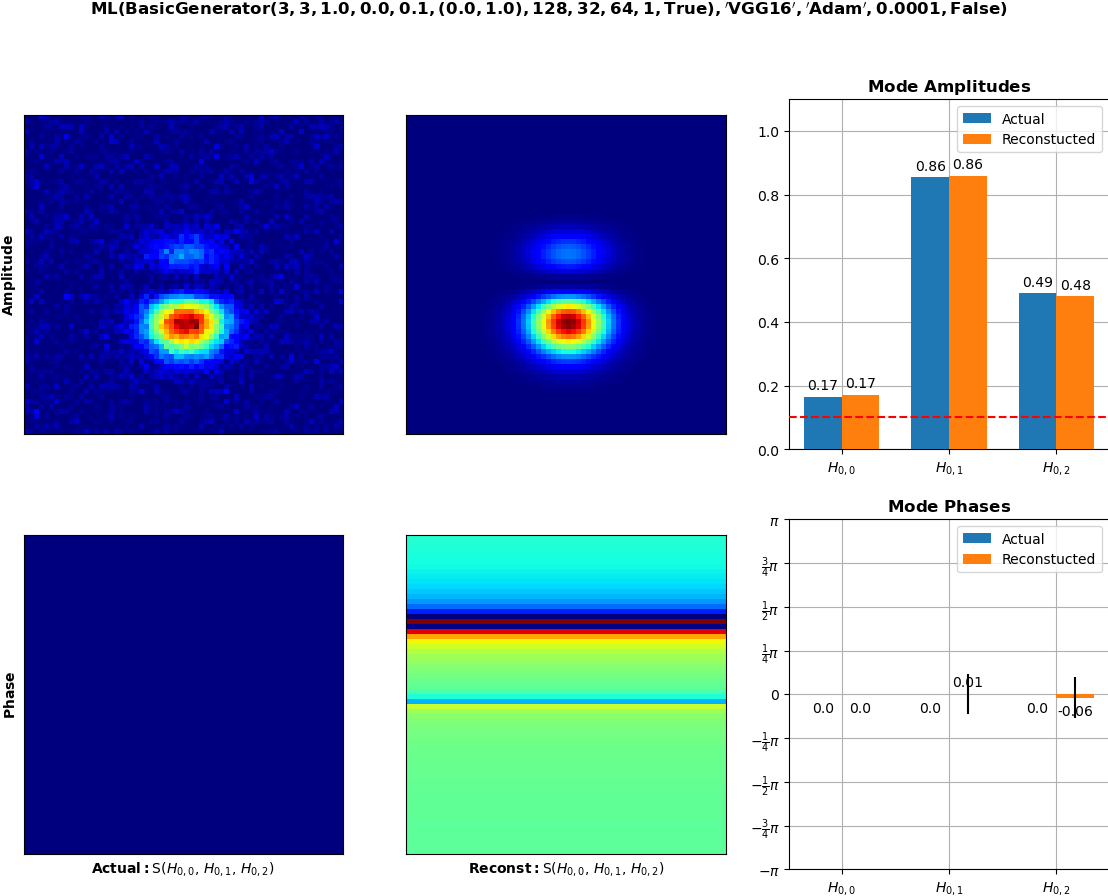 ML(BasicGenerator(3, 3, 1.0, 0.0, 0.1, (0.0, 1.0), 128, 32, 64, 1, True), 'VGG16', 'Adam', 0.0001, False)
Amplitude
Mode Amplitudes
Actual
Reconstucted
1.0
0.8
0.6
0.4
0.2
0.0
0.17
0.17
0.86
0.86
0.49
0.48
H0,0
H0,1
H0,2
Phase
Actual: S(H0,0, H0,1, H0,2)
Reconst: S(H0,0, H0,1, H0,2)
Mode Phases
Actual
Reconstucted
π
3/4π
1/2π
1/4π
0
−1/4π
−1/2π
−3/4π
−π
0.0
0.0
0.0
0.01
0.0
-0.06
H0,0
H0,1
H0,2